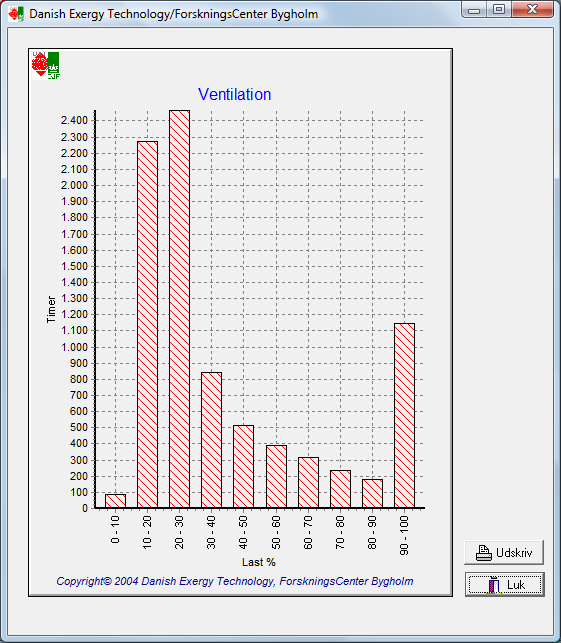 Danish Exergy Technology/ForskningsCenter Bygholm
Ventilation
2.400
2.300
2.200
2.100
2.000
1.900
1.800
1.700
1.600
1.500
1.400
1.300
1.200
1.100
1.000
900
800
700
600
500
400
300
200
100
0
Timer
0 - 10
10 - 20
20 - 30
30 - 40
40 - 50
50 - 60
60 - 70
70 - 80
80 - 90
90 - 100
Last %
Copyright© 2004 Danish Exergy Technology, ForskningsCenter Bygholm
Udskriv
Luk